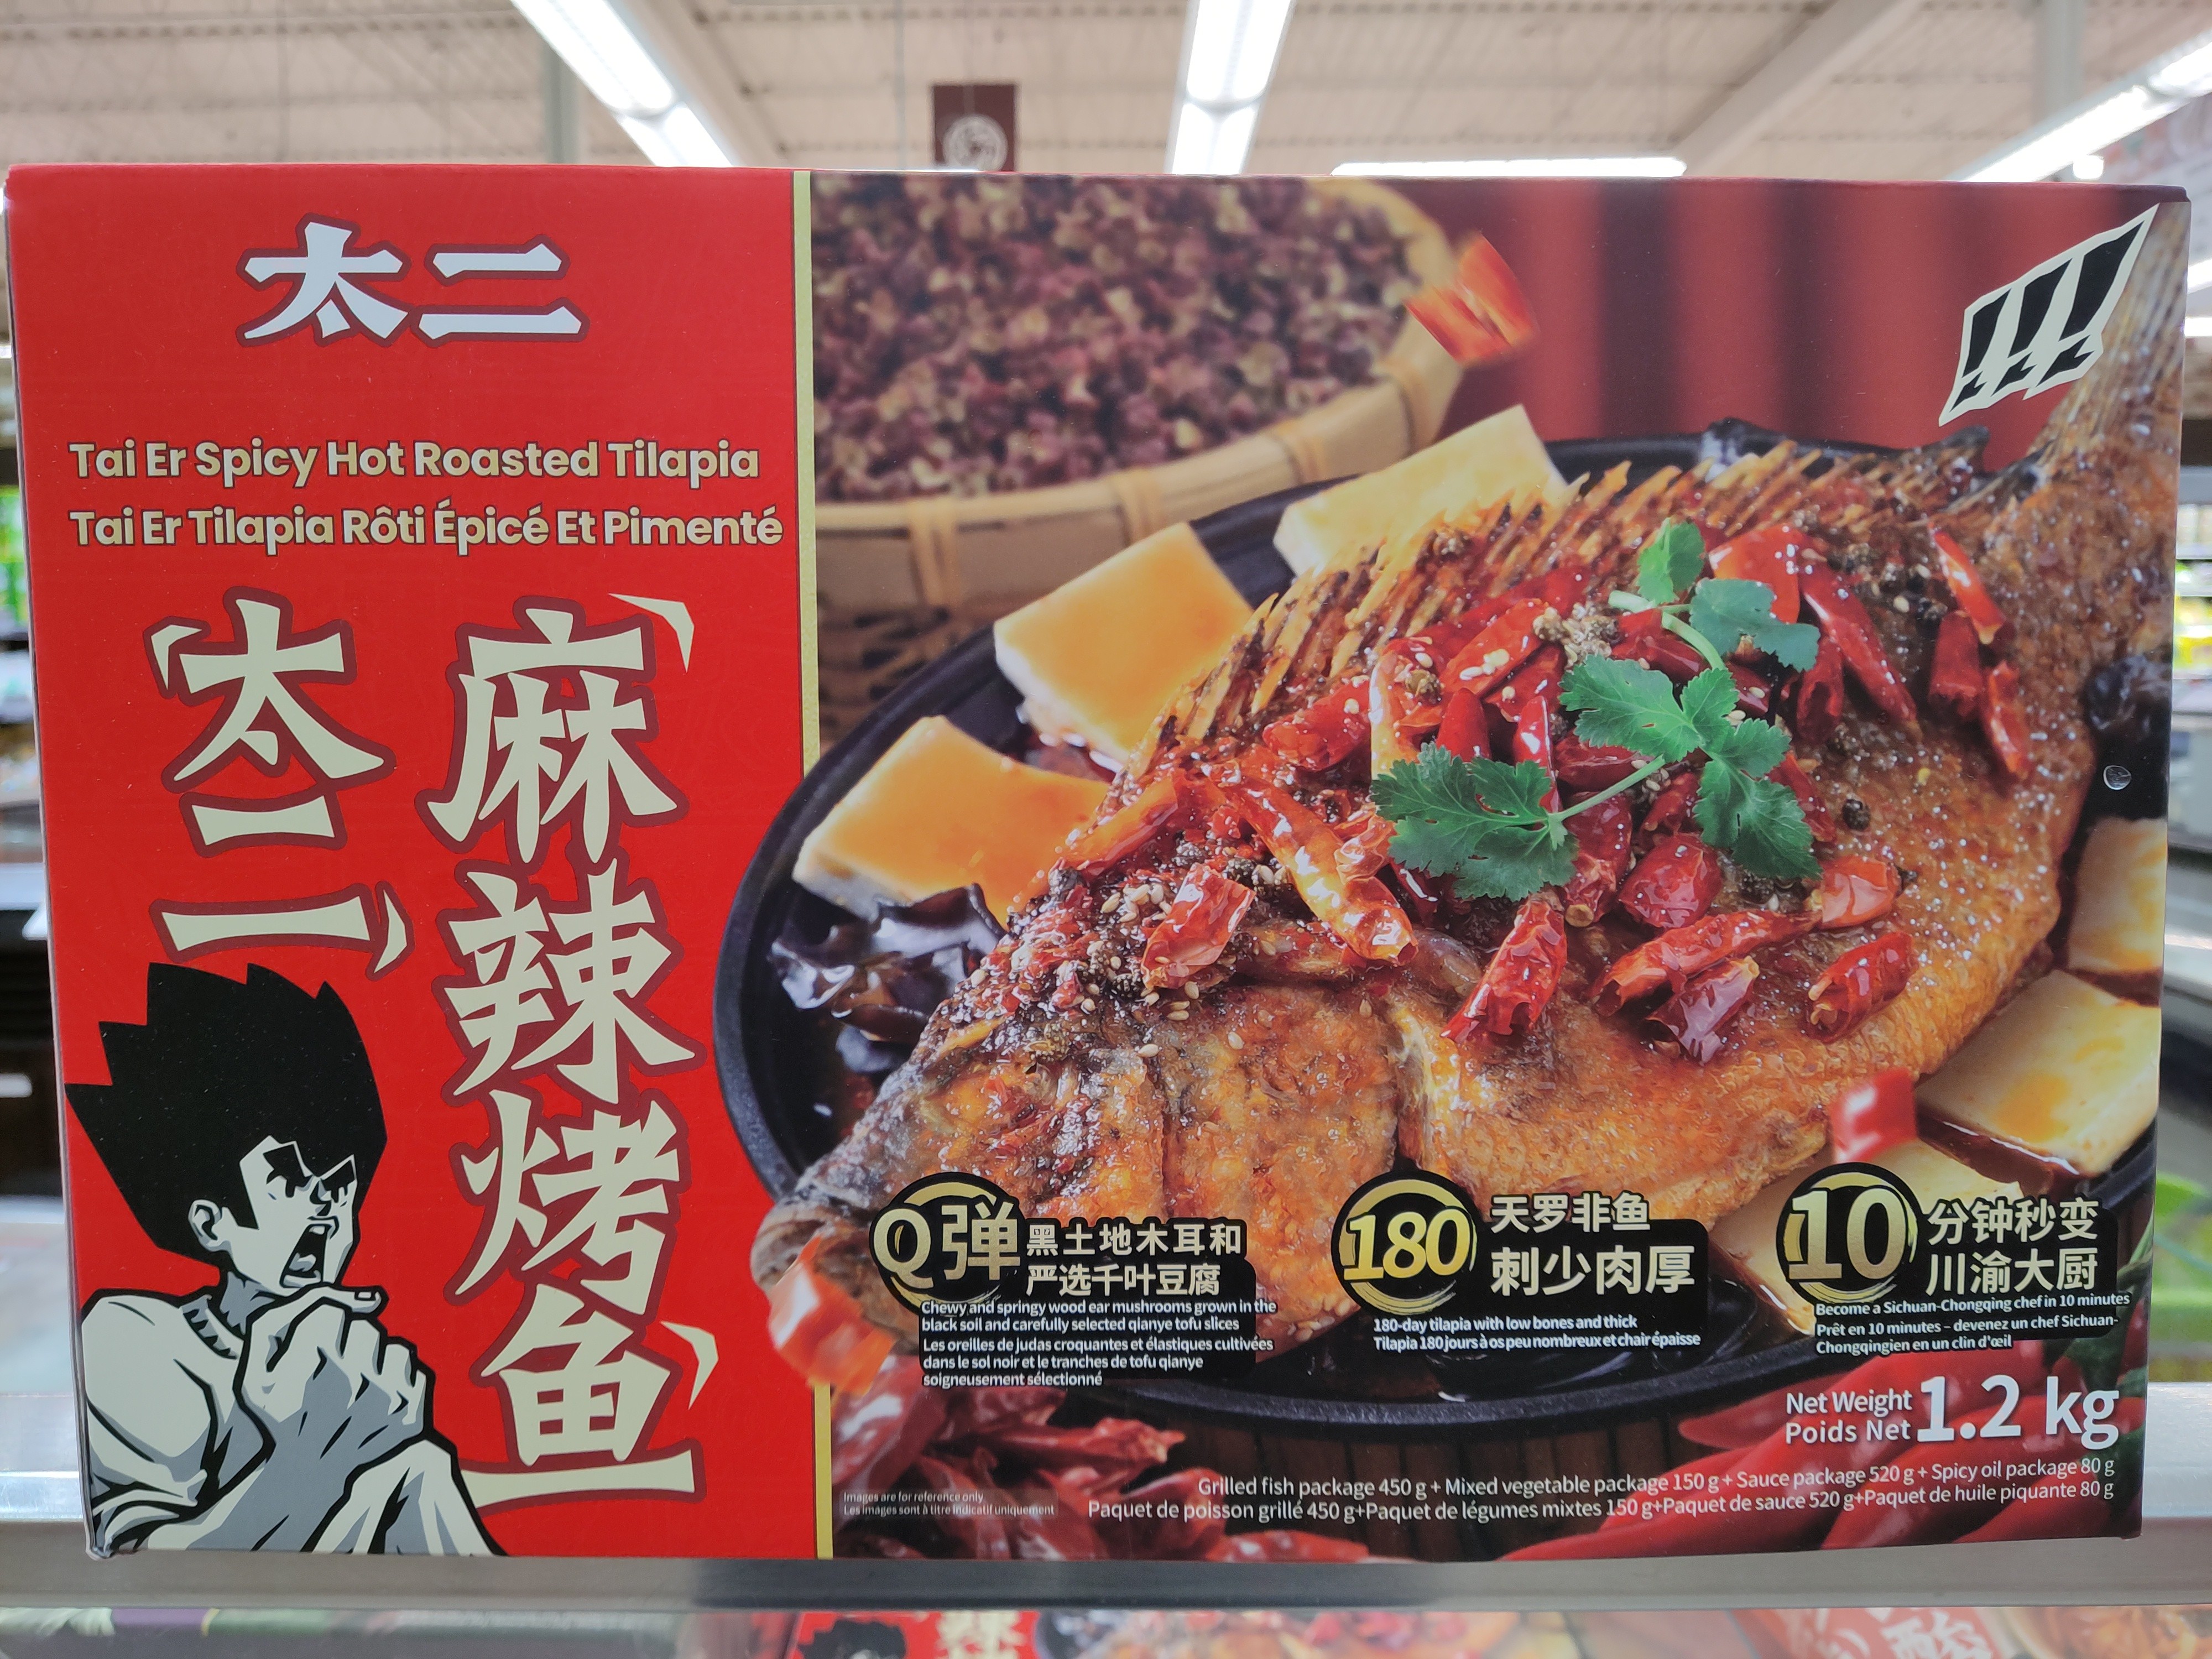 太二
Tai Er Spicy Hot Roasted Tilapia
Tai Er Tilapia Rôti Épicé Et Pimenté
太二
麻辣烤鱼
Q弹
黑土地木耳和
严选千叶豆腐
Chewy and springy wood ear mushrooms grown in the
black soil and carefully selected qianye tofu slices
Les oreilles de judas croquantes et élastiques cultivées
dans le sol noir et le tranches de tofu qianye
soigneusement sélectionné
180
天罗非鱼
刺少肉厚
180-day tilapia with low bones and thick
Tilapia 180 jours à os peu nombreux et chair épaisse
10
分钟秒变
川渝大厨
Become a Sichuan-Chongqing chef in 10 minutes
Prêt en 10 minutes – devenez un chef Sichuan-
Chongqingien en un clin d'œil
Net Weight
Poids Net
1.2 kg
Grilled fish package 450 g + Mixed vegetable package 150 g + Sauce package 520 g + Spicy oil package 80 g
Paquet de poisson grillé 450 g+Paquet de légumes mixtes 150 g+Paquet de sauce 520 g+Paquet de huile piquante 80 g
Images are for reference only
Les images sont à titre indicatif uniquement